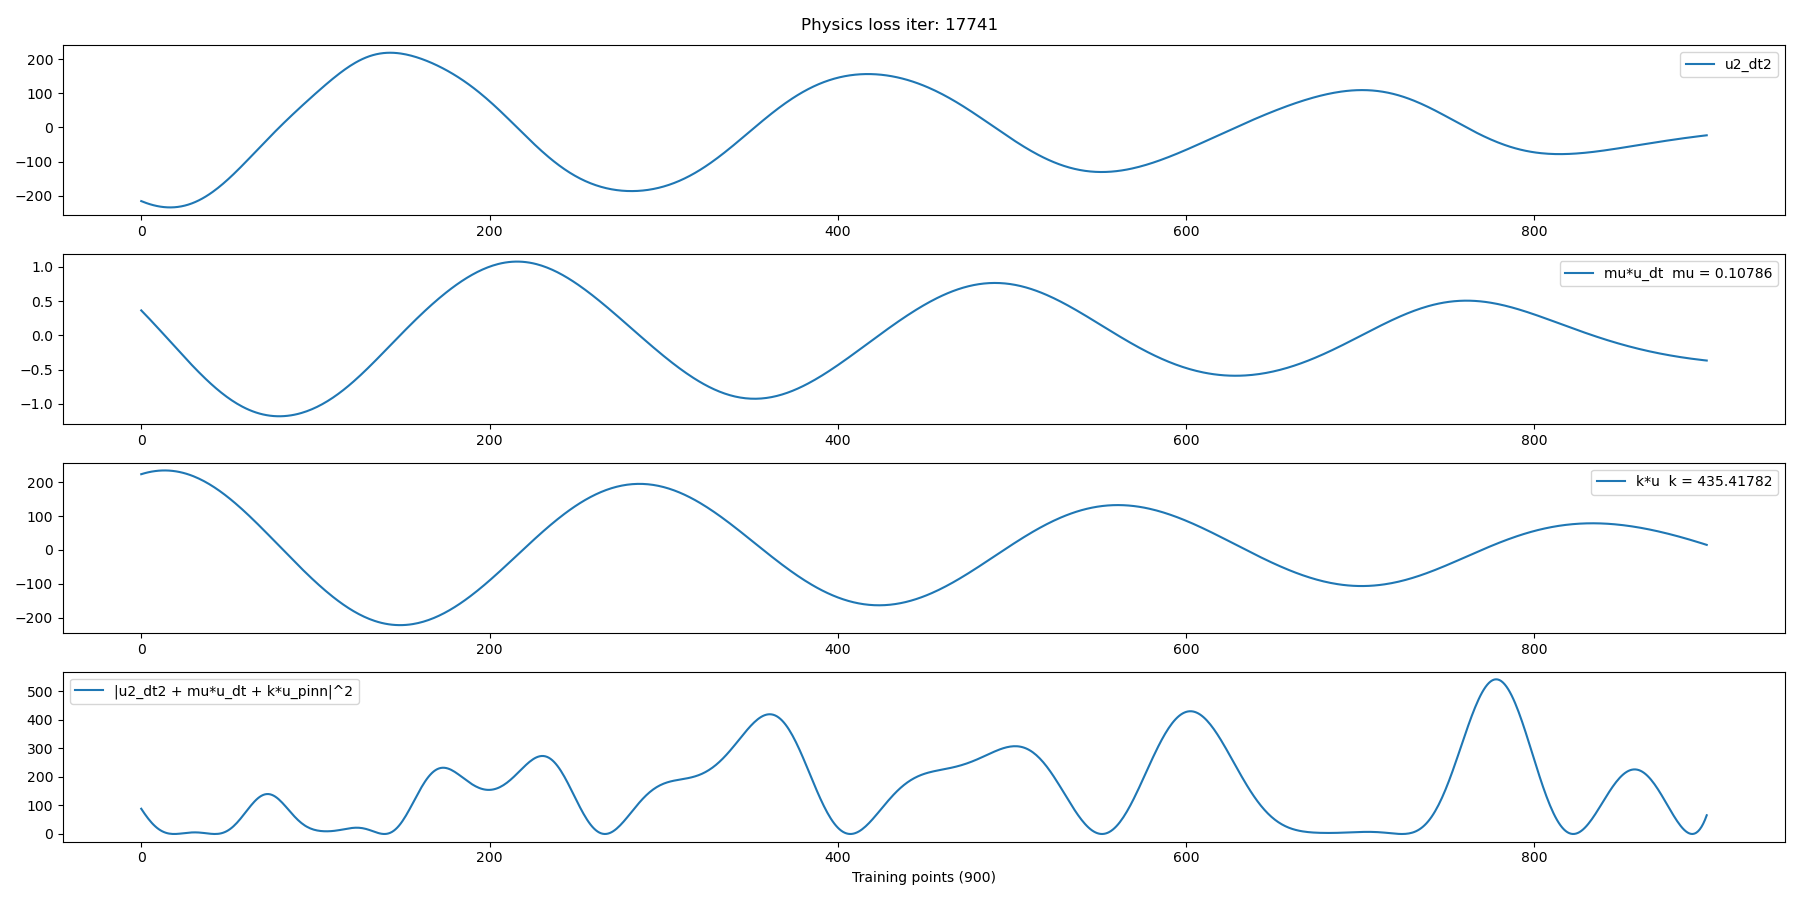 Physics loss iter: 17741
200
100
0
−100
−200
u2_dt2
0 200 400 600 800
1.0
0.5
0.0
−0.5
−1.0
mu*u_dt  mu = 0.10786
0 200 400 600 800
200
100
0
−100
−200
k*u  k = 435.41782
0 200 400 600 800
500
400
300
200
100
0
|u2_dt2 + mu*u_dt + k*u_pinn|^2
0 200 400 600 800
Training points (900)